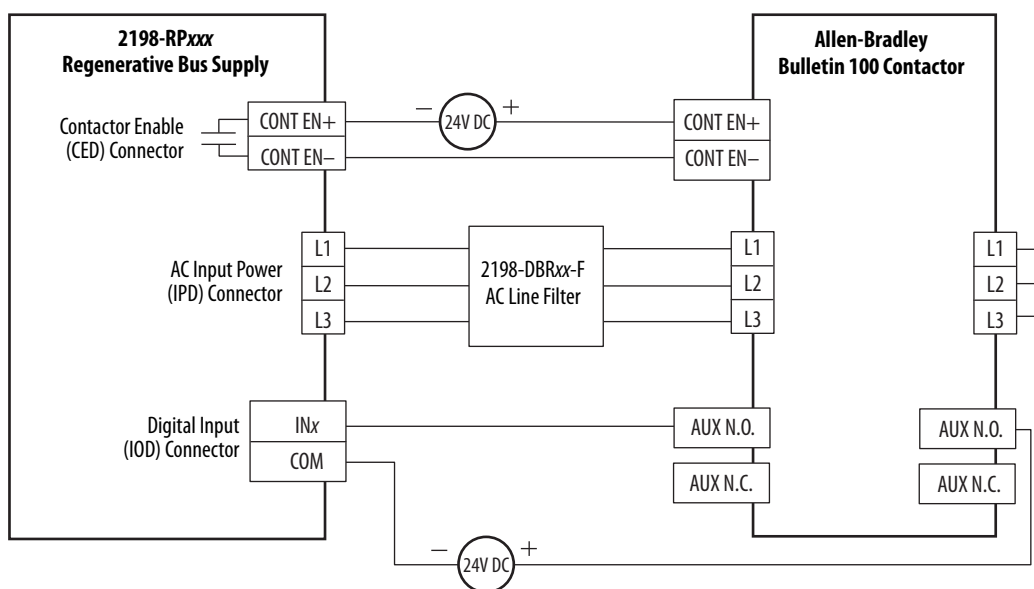 2198-RPxxx
Regenerative Bus Supply
Allen-Bradley
Bulletin 100 Contactor
Contactor Enable
(CED) Connector
CONT EN+
CONT EN–
– 24V DC +
CONT EN+
CONT EN–
AC Input Power
(IPD) Connector
L1
L2
L3
2198-DBRxx-F
AC Line Filter
L1
L2
L3
L1
L2
L3
Digital Input
(IOD) Connector
INx
COM
AUX N.O.
AUX N.C.
AUX N.O.
AUX N.C.
– 24V DC +